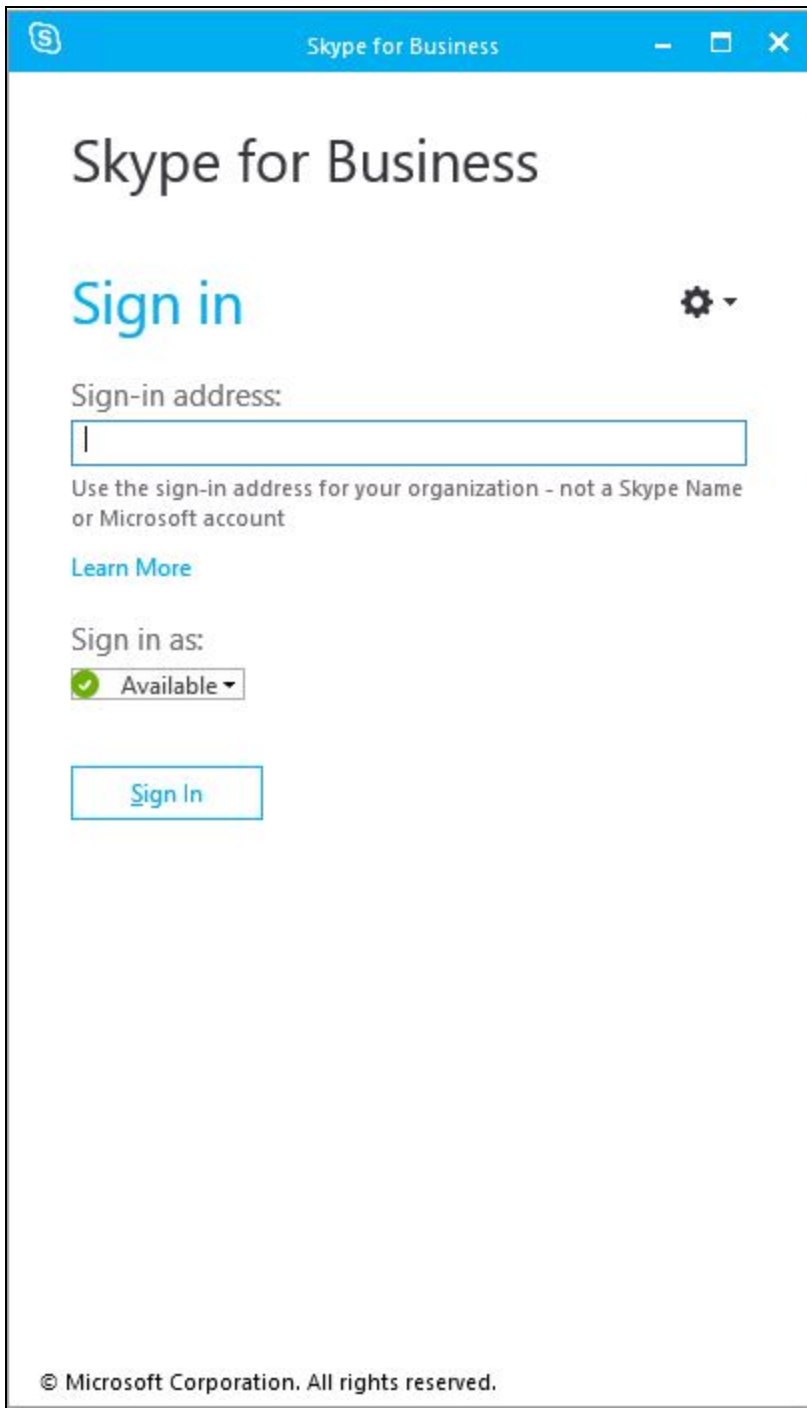 Skype for Business
Skype for Business
Sign in
Sign-in address:
Use the sign-in address for your organization - not a Skype Name
or Microsoft account
Learn More
Sign in as:
Available
Sign In
© Microsoft Corporation. All rights reserved.